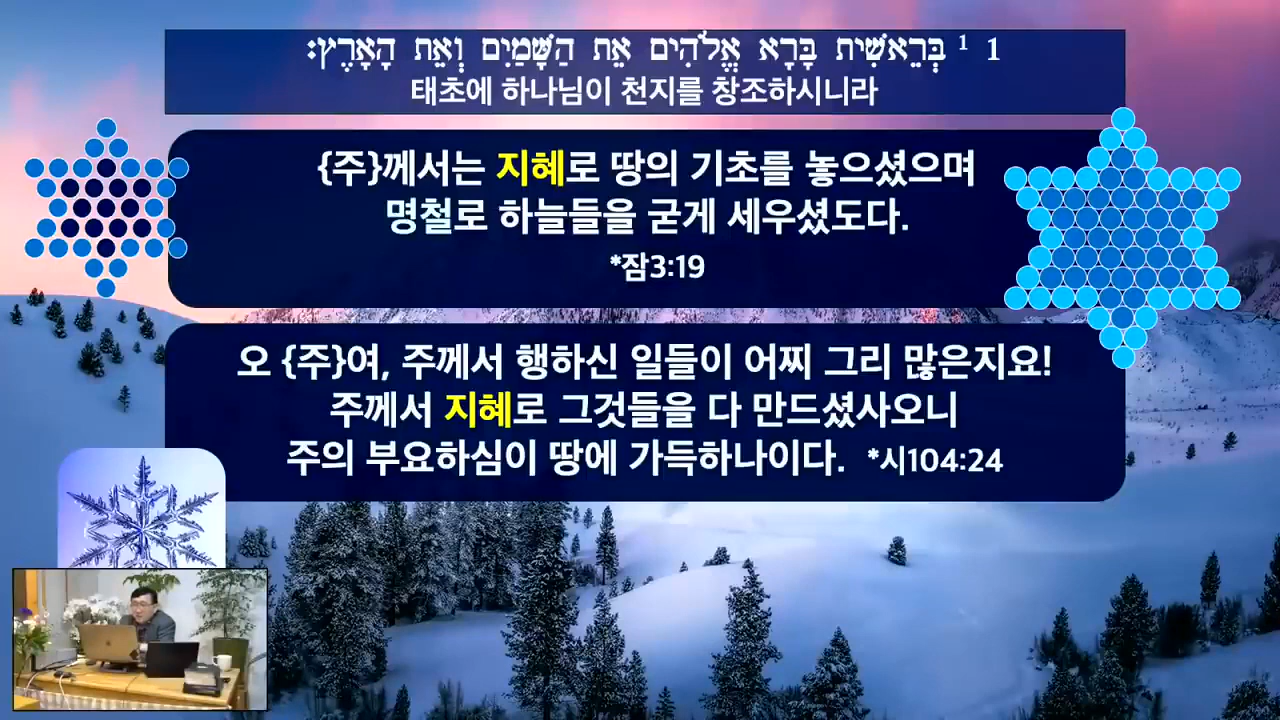 1 ¹ בְּרֵאשִׁית בָּרָא אֱלֹהִים אֵת הַשָּׁמַיִם וְאֵת הָאָרֶץ׃
태초에 하나님이 천지를 창조하시니라
{주}께서는 지혜로 땅의 기초를 놓으셨으며
명철로 하늘들을 굳게 세우셨도다.
*잠3:19
오 {주}여, 주께서 행하신 일들이 어찌 그리 많은지요!
주께서 지혜로 그것들을 다 만드셨사오니
주의 부요하심이 땅에 가득하나이다. *시104:24